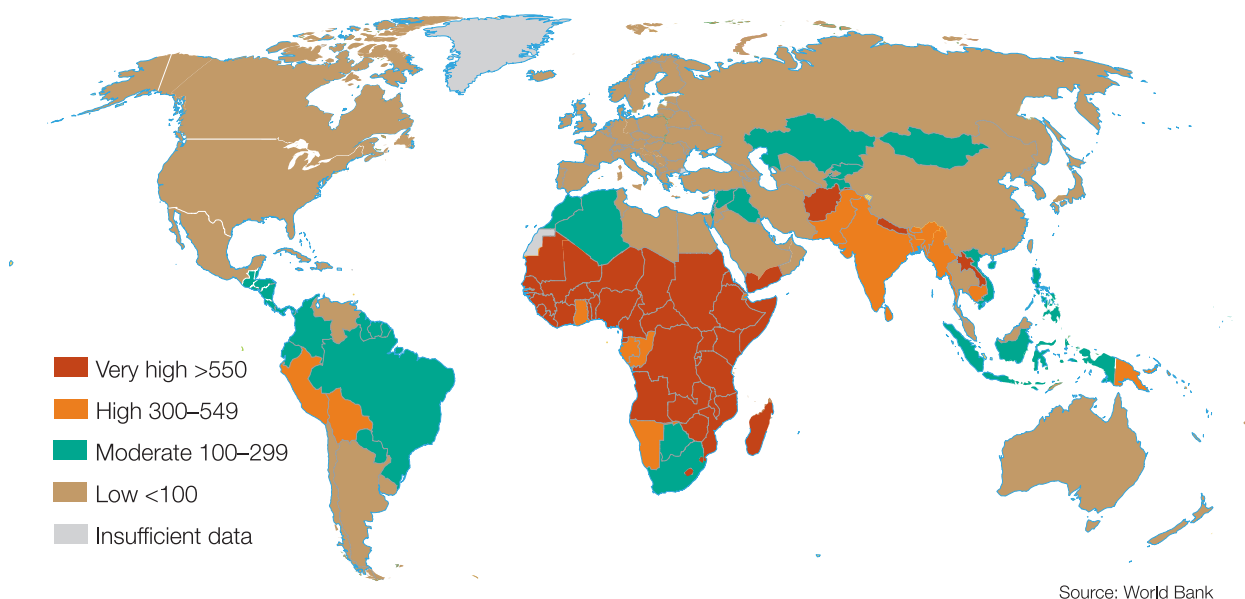 Very high >550
High 300–549
Moderate 100–299
Low <100
Insufficient data
Source: World Bank